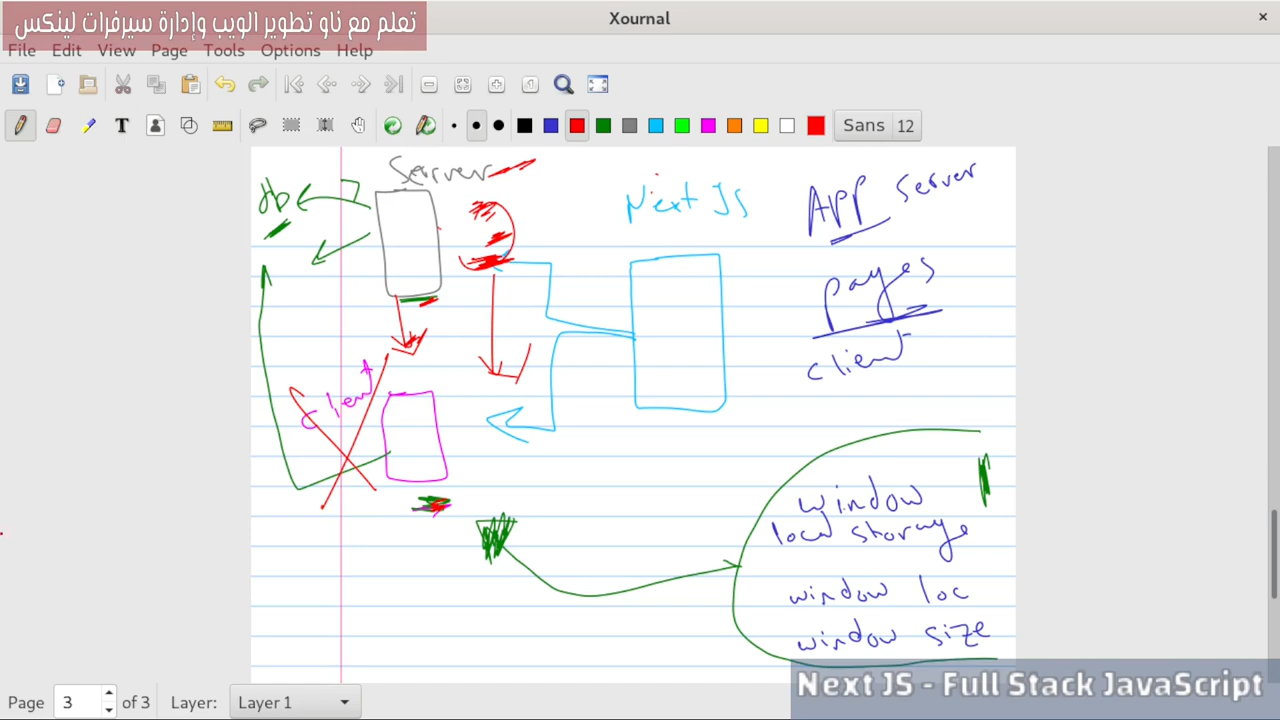 Xournal
تعلم مع ناو تطوير الويب وإدارة سيرفرات لينكس
File Edit View Page Tools Options Help
Sans 12
Server
db
Next JS
APP server
pages
client
client
window
local storage
window loc
window size
Next JS - Full Stack JavaScript
Page 3 of 3 Layer: Layer 1